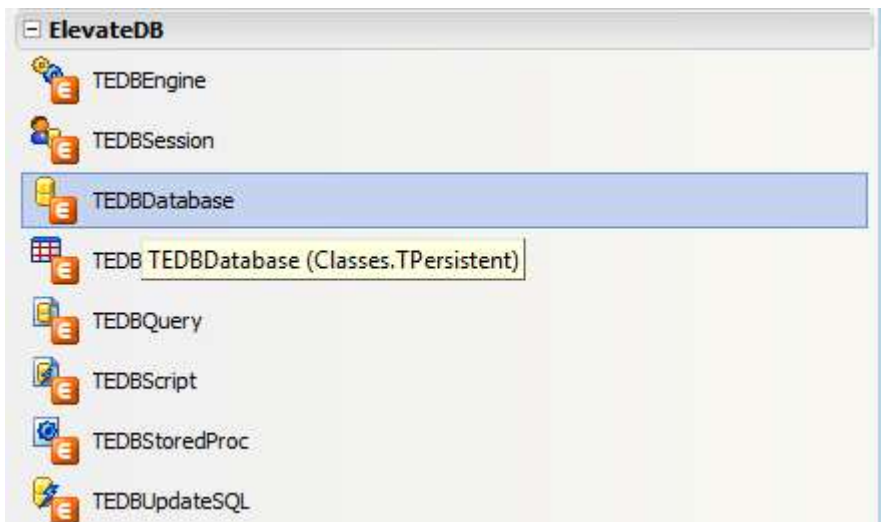 ElevateDB
TEDBEngine
TEDBSession
TEDBDatabase
TEDB
TEDBDatabase (Classes.TPersistent)
TEDBQuery
TEDBScript
TEDBStoredProc
TEDBUpdateSQL